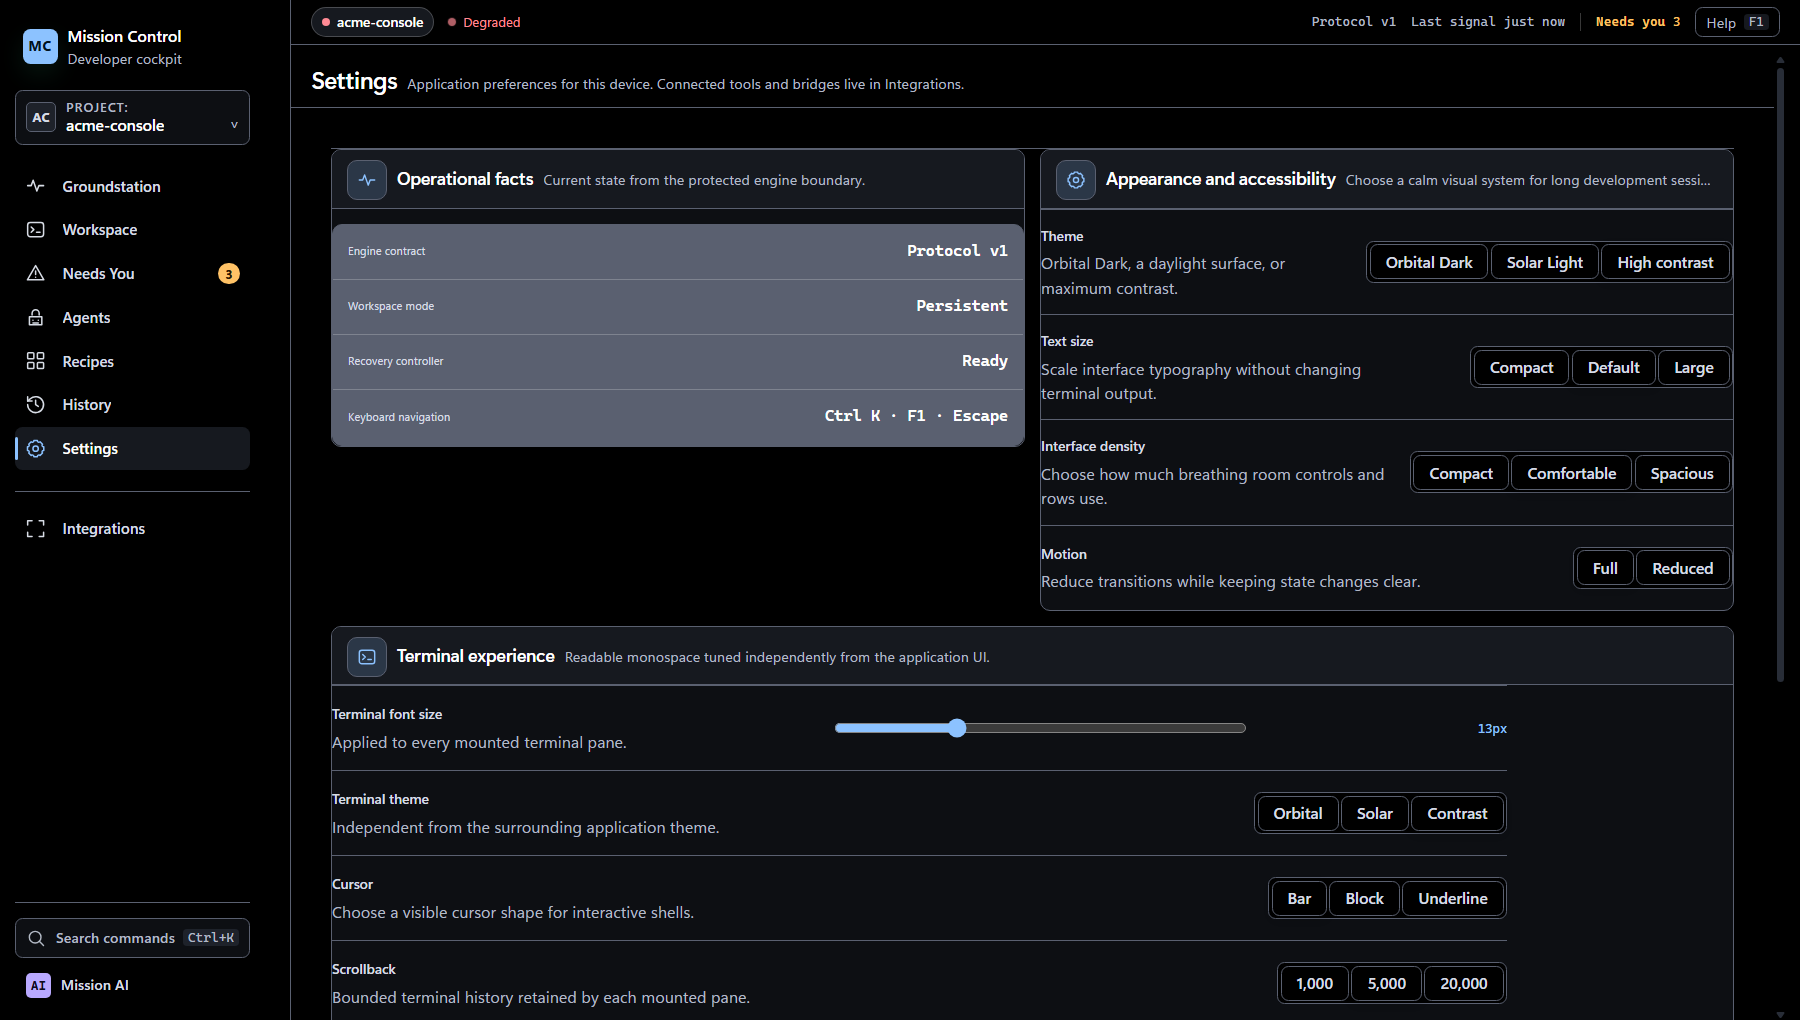 MC
Mission Control
Developer cockpit
AC
PROJECT:
acme-console
v
Groundstation
Workspace
Needs You 3
Agents
Recipes
History
Settings
Integrations
Search commands Ctrl+K
AI Mission AI
acme-console Degraded
Protocol v1 Last signal just now Needs you 3 Help F1
Settings Application preferences for this device. Connected tools and bridges live in Integrations.
Operational facts Current state from the protected engine boundary.
Engine contract Protocol v1
Workspace mode Persistent
Recovery controller Ready
Keyboard navigation Ctrl K · F1 · Escape
Appearance and accessibility Choose a calm visual system for long development sessi...
Theme
Orbital Dark, a daylight surface, or
maximum contrast.
Orbital Dark Solar Light High contrast
Text size
Scale interface typography without changing
terminal output.
Compact Default Large
Interface density
Choose how much breathing room controls and
rows use.
Compact Comfortable Spacious
Motion
Reduce transitions while keeping state changes clear.
Full Reduced
Terminal experience Readable monospace tuned independently from the application UI.
Terminal font size
Applied to every mounted terminal pane.
13px
Terminal theme
Independent from the surrounding application theme.
Orbital Solar Contrast
Cursor
Choose a visible cursor shape for interactive shells.
Bar Block Underline
Scrollback
Bounded terminal history retained by each mounted pane.
1,000 5,000 20,000